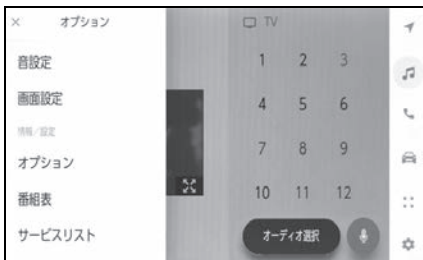 × オプション
音設定
画面設定
情報／設定
オプション
番組表
サービスリスト
TV
1 2 3
4 5 6
7 8 9
10 11 12
オーディオ選択